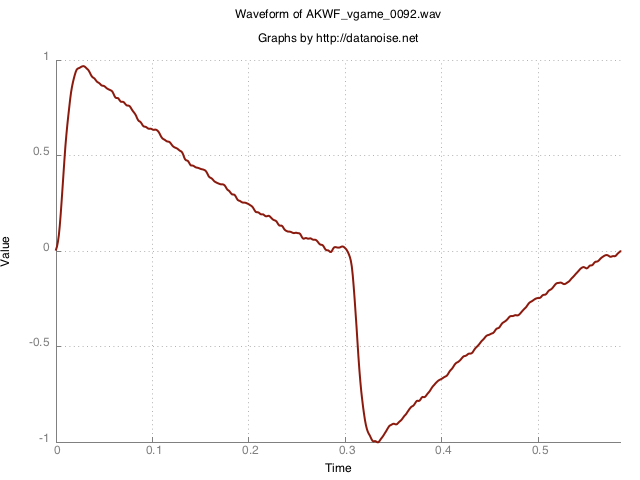 Waveform of AKWF_vgame_0092.wav
Graphs by http://datanoise.net
1
0.5
0
-0.5
-1
Value
0 0.1 0.2 0.3 0.4 0.5
Time